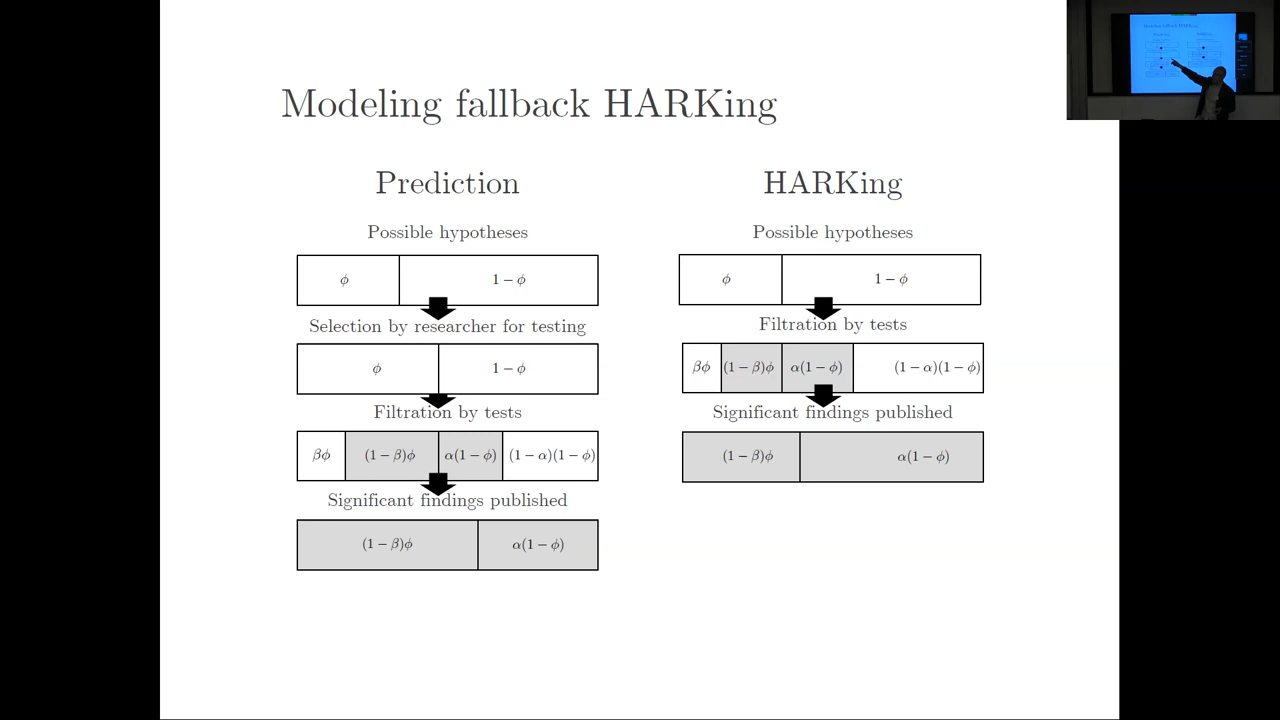 Modeling fallback HARKing
Prediction
Possible hypotheses
ϕ 1 − ϕ
Selection by researcher for testing
ϕ 1 − ϕ
Filtration by tests
βϕ (1 − β)ϕ α(1 − ϕ) (1 − α)(1 − ϕ)
Significant findings published
(1 − β)ϕ α(1 − ϕ)
HARKing
Possible hypotheses
ϕ 1 − ϕ
Filtration by tests
βϕ (1 − β)ϕ α(1 − ϕ) (1 − α)(1 − ϕ)
Significant findings published
(1 − β)ϕ α(1 − ϕ)